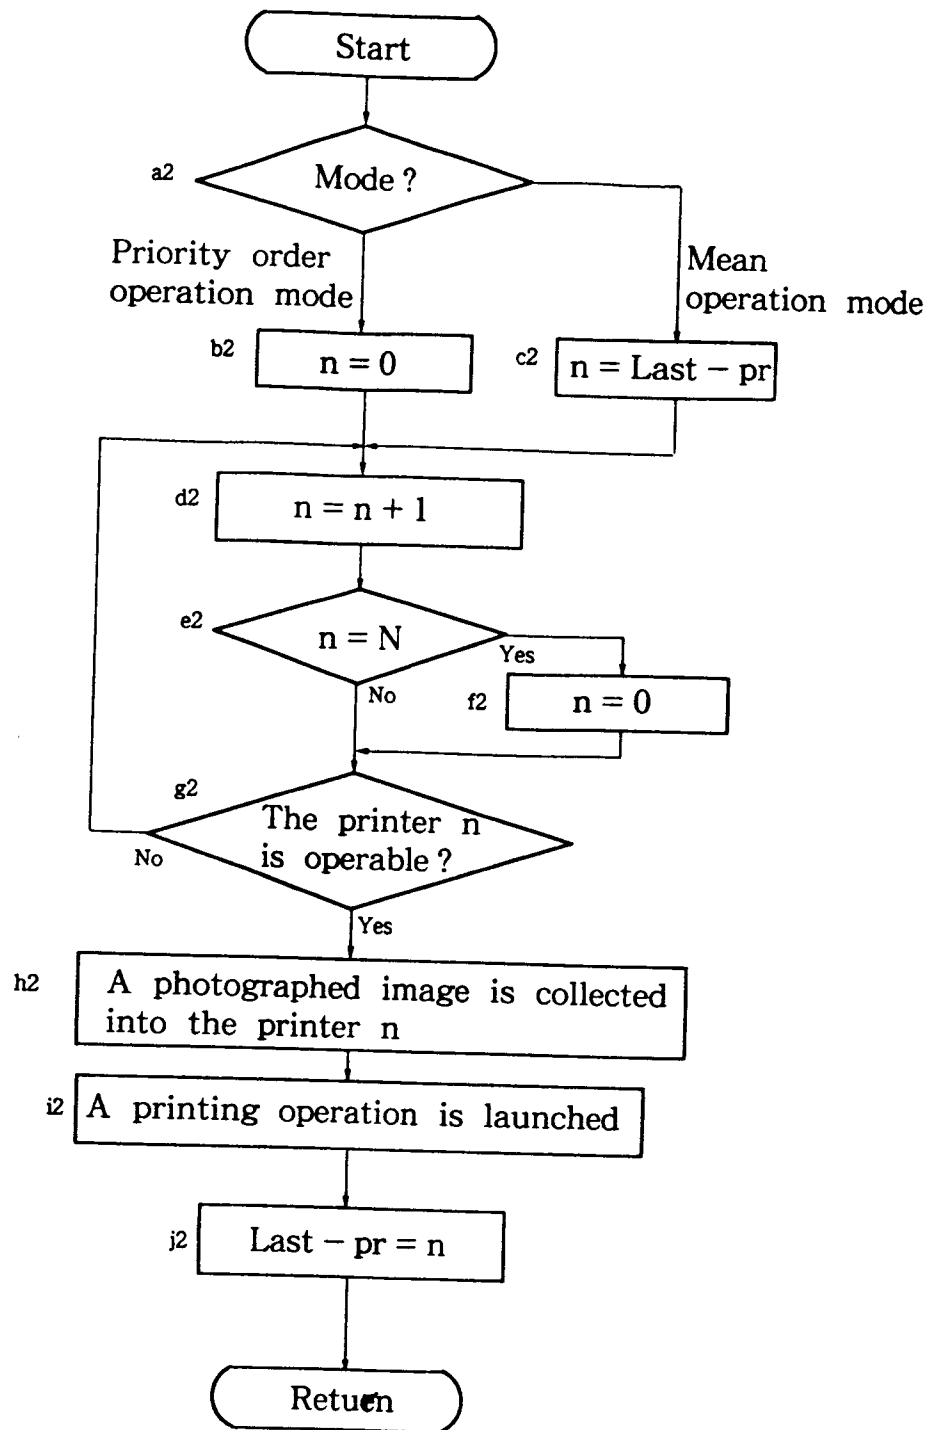 Start
a2
Mode ?
Priority order
operation mode
Mean
operation mode
b2
n = 0
c2
n = Last − pr
d2
n = n + 1
e2
n = N
Yes
No
f2
n = 0
g2
The printer n
is operable ?
No
Yes
h2
A photographed image is collected
into the printer n
i2
A printing operation is launched
j2
Last − pr = n
Return